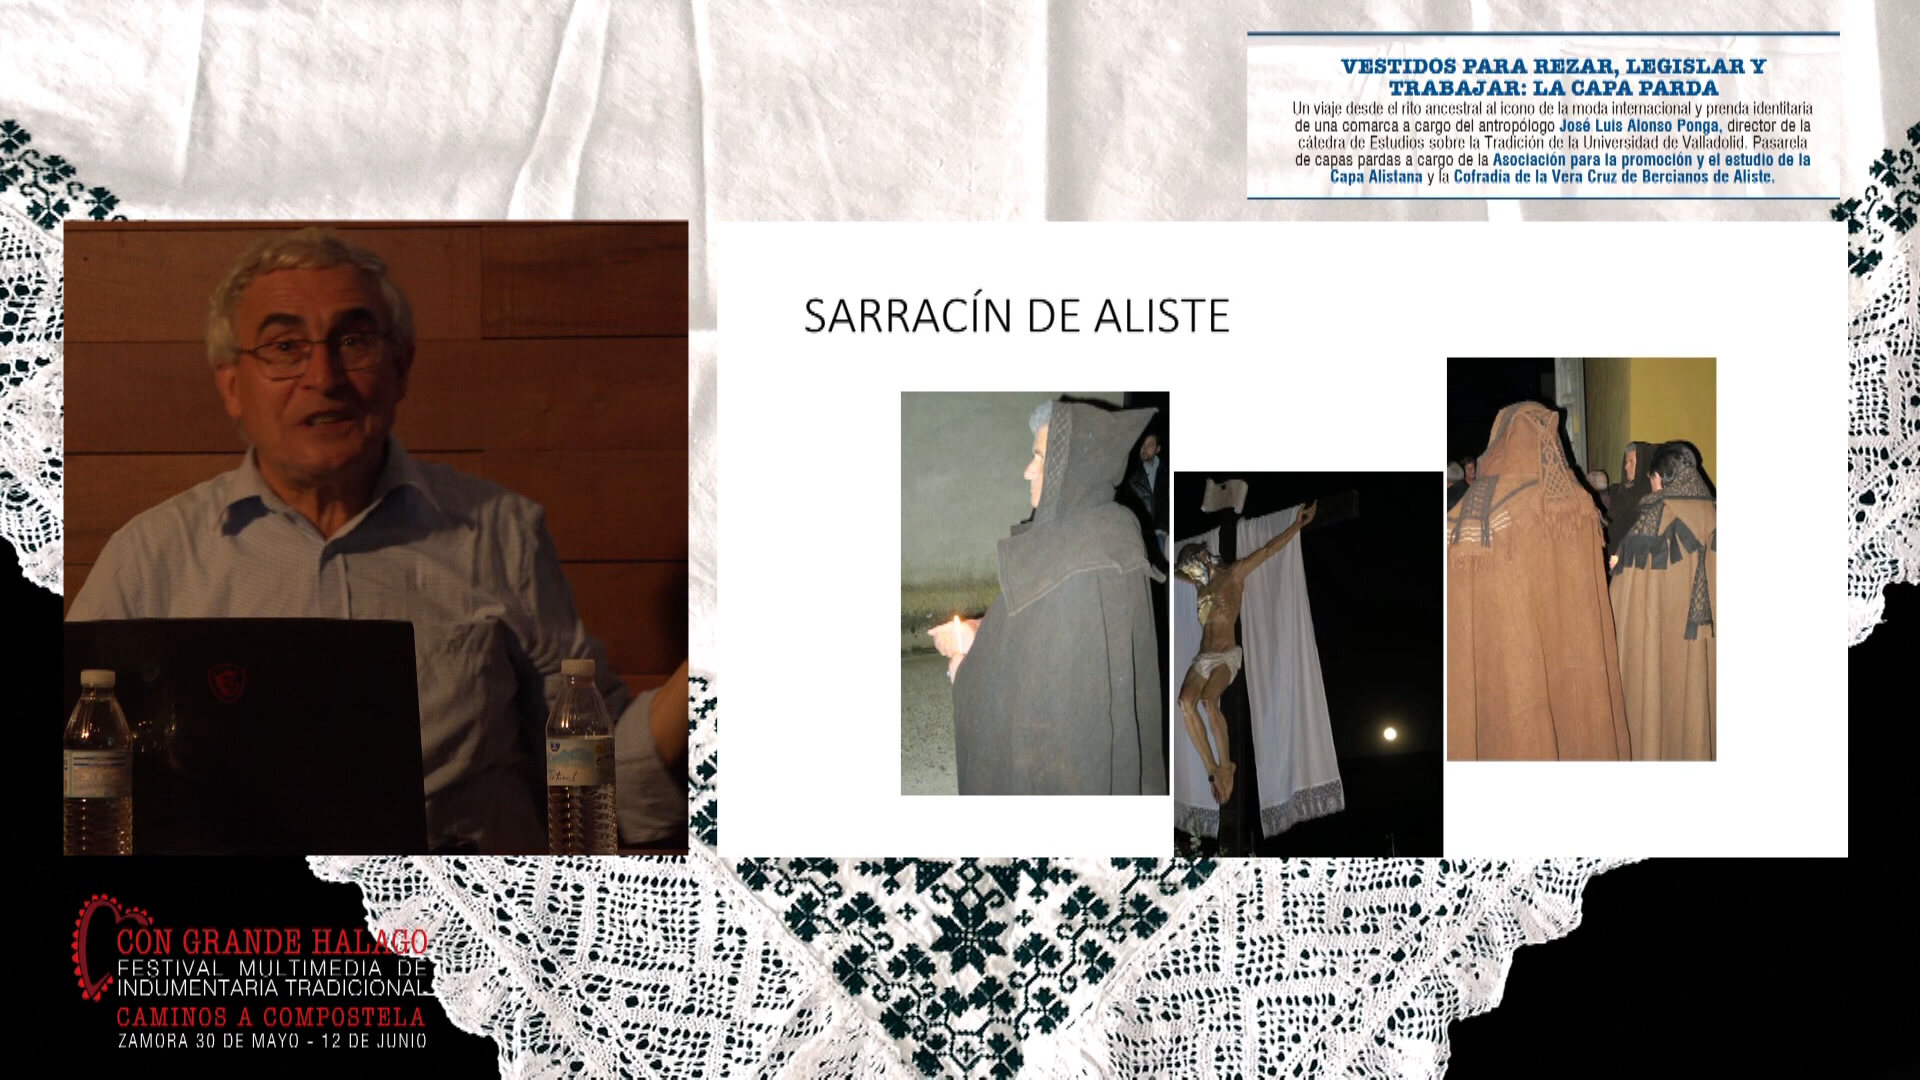 VESTIDOS PARA REZAR, LEGISLAR Y
TRABAJAR: LA CAPA PARDA
Un viaje desde el rito ancestral al icono de la moda internacional y prenda identitaria
de una comarca a cargo del antropólogo José Luis Alonso Ponga, director de la
cátedra de Estudios sobre la Tradición de la Universidad de Valladolid. Pasarela
de capas pardas a cargo de la Asociación para la promoción y el estudio de la
Capa Alistana y la Cofradía de la Vera Cruz de Bercianos de Aliste.
SARRACÍN DE ALISTE
CON GRANDE HALAGO
FESTIVAL MULTIMEDIA DE
INDUMENTARIA TRADICIONAL
CAMINOS A COMPOSTELA
ZAMORA 30 DE MAYO - 12 DE JUNIO